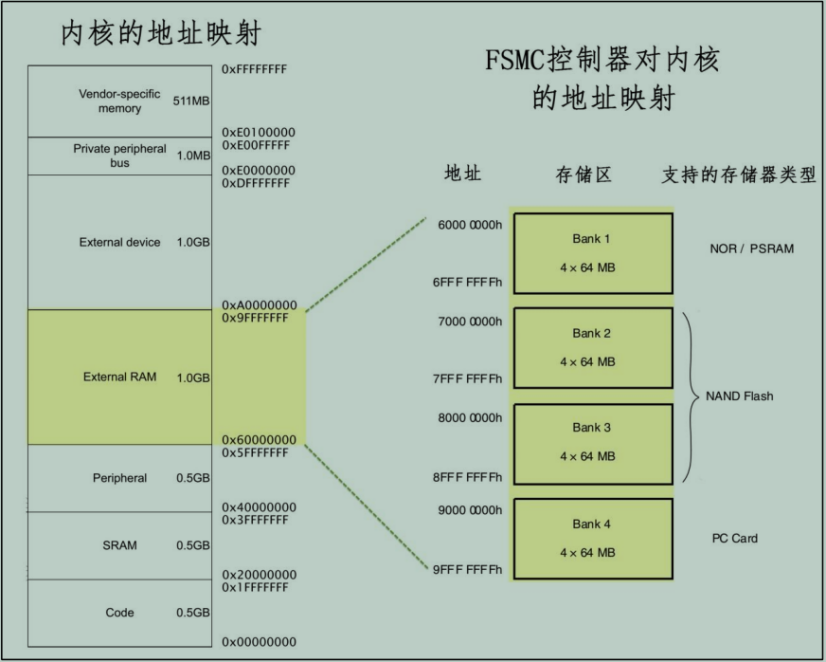 内核的地址映射
0xFFFFFFFF
Vendor-specific
memory
511MB
0xE0100000
0xE00FFFFF
Private peripheral
bus
1.0MB
0xE0000000
0xDFFFFFFF
External device
1.0GB
0xA0000000
0x9FFFFFFF
External RAM
1.0GB
0x60000000
0x5FFFFFFF
Peripheral
0.5GB
0x40000000
0x3FFFFFFF
SRAM
0.5GB
0x20000000
0x1FFFFFFF
Code
0.5GB
0x00000000
FSMC控制器对内核
的地址映射
地址
存储区
支持的存储器类型
6000 0000h
Bank 1
4 × 64 MB
NOR / PSRAM
6FFF FFFFh
7000 0000h
Bank 2
4 × 64 MB
7FFF FFFFh
NAND Flash
8000 0000h
Bank 3
4 × 64 MB
8FFF FFFFh
9000 0000h
Bank 4
4 × 64 MB
PC Card
9FFF FFFFh